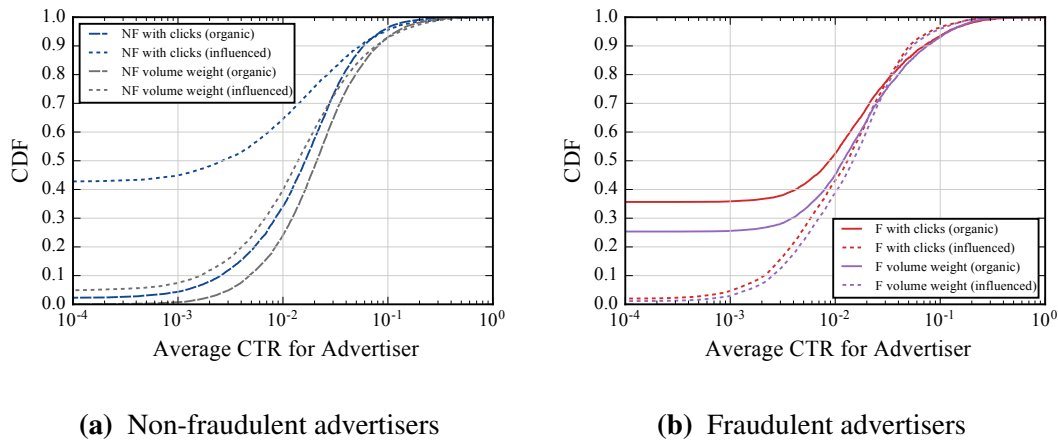 1.0
0.9
0.8
0.7
0.6
0.5
0.4
0.3
0.2
0.1
0.0
CDF
NF with clicks (organic)
NF with clicks (influenced)
NF volume weight (organic)
NF volume weight (influenced)
10⁻⁴ 10⁻³ 10⁻² 10⁻¹ 10⁰
Average CTR for Advertiser
(a) Non-fraudulent advertisers
1.0
0.9
0.8
0.7
0.6
0.5
0.4
0.3
0.2
0.1
0.0
CDF
F with clicks (organic)
F with clicks (influenced)
F volume weight (organic)
F volume weight (influenced)
10⁻⁴ 10⁻³ 10⁻² 10⁻¹ 10⁰
Average CTR for Advertiser
(b) Fraudulent advertisers